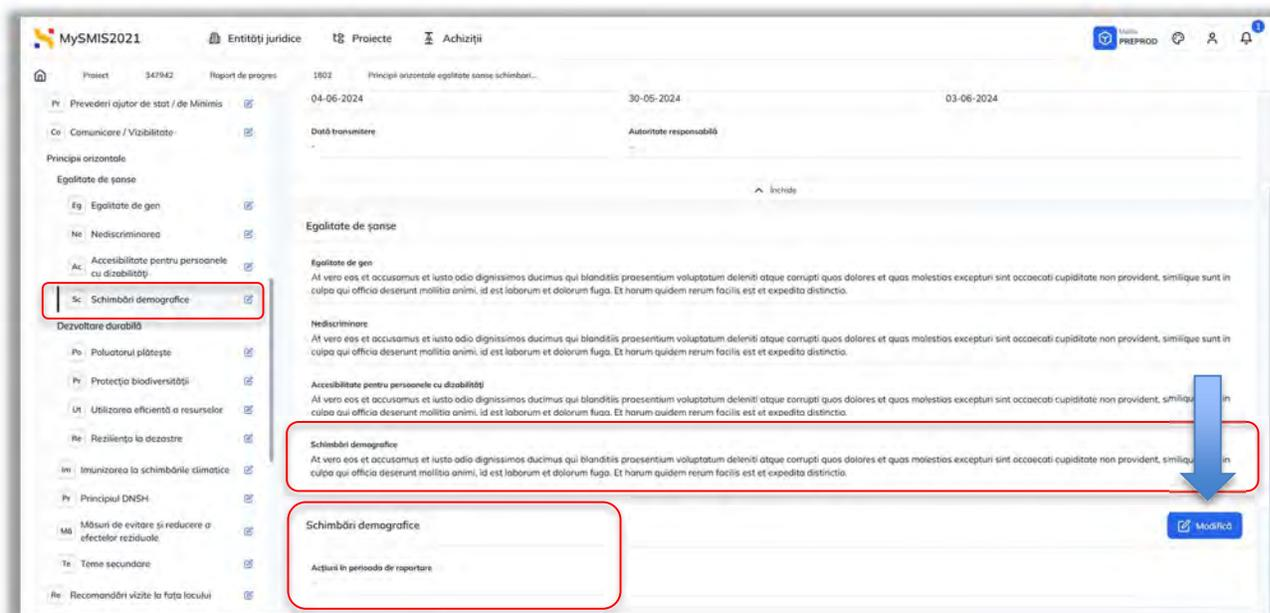 MySMIS2021
Entități juridice
Proiecte
Achiziții
Mediu
PREPROD
1
Proiect
347942
Raport de progres
1802
Principii orizontale egalitate sanse schimbari...
Pr Prevederi ajutor de stat / de Minimis
Co Comunicare / Vizibilitate
Principii orizontale
Egalitate de șanse
Eg Egalitate de gen
Ne Nediscriminarea
Ac Accesibilitate pentru persoanele
cu dizabilități
Sc Schimbări demografice
Dezvoltare durabilă
Po Poluatorul plătește
Pr Protecția biodiversității
Ut Utilizarea eficientă a resurselor
Re Reziliența la dezastre
Im Imunizarea la schimbările climatice
Pr Principiul DNSH
Mă Măsuri de evitare și reducere a
efectelor reziduale
Te Teme secundare
Re Recomandări vizite la fața locului
04-06-2024
30-05-2024
03-06-2024
Dată transmitere
-
Autoritate responsabilă
-
Închide
Egalitate de șanse
Egalitate de gen
At vero eos et accusamus et iusto odio dignissimos ducimus qui blanditiis praesentium voluptatum deleniti atque corrupti quos dolores et quas molestias excepturi sint occaecati cupiditate non provident, similique sunt in
culpa qui officia deserunt mollitia animi, id est laborum et dolorum fuga. Et harum quidem rerum facilis est et expedita distinctio.
Nediscriminare
At vero eos et accusamus et iusto odio dignissimos ducimus qui blanditiis praesentium voluptatum deleniti atque corrupti quos dolores et quas molestias excepturi sint occaecati cupiditate non provident, similique sunt in
culpa qui officia deserunt mollitia animi, id est laborum et dolorum fuga. Et harum quidem rerum facilis est et expedita distinctio.
Accesibilitate pentru persoanele cu dizabilități
At vero eos et accusamus et iusto odio dignissimos ducimus qui blanditiis praesentium voluptatum deleniti atque corrupti quos dolores et quas molestias excepturi sint occaecati cupiditate non provident, similiqu in
culpa qui officia deserunt mollitia animi, id est laborum et dolorum fuga. Et harum quidem rerum facilis est et expedita distinctio.
Schimbări demografice
At vero eos et accusamus et iusto odio dignissimos ducimus qui blanditiis praesentium voluptatum deleniti atque corrupti quos dolores et quas molestias excepturi sint occaecati cupiditate non provident, similiqu in
culpa qui officia deserunt mollitia animi, id est laborum et dolorum fuga. Et harum quidem rerum facilis est et expedita distinctio.
Schimbări demografice
Modifică
Acțiuni în perioada de raportare
-